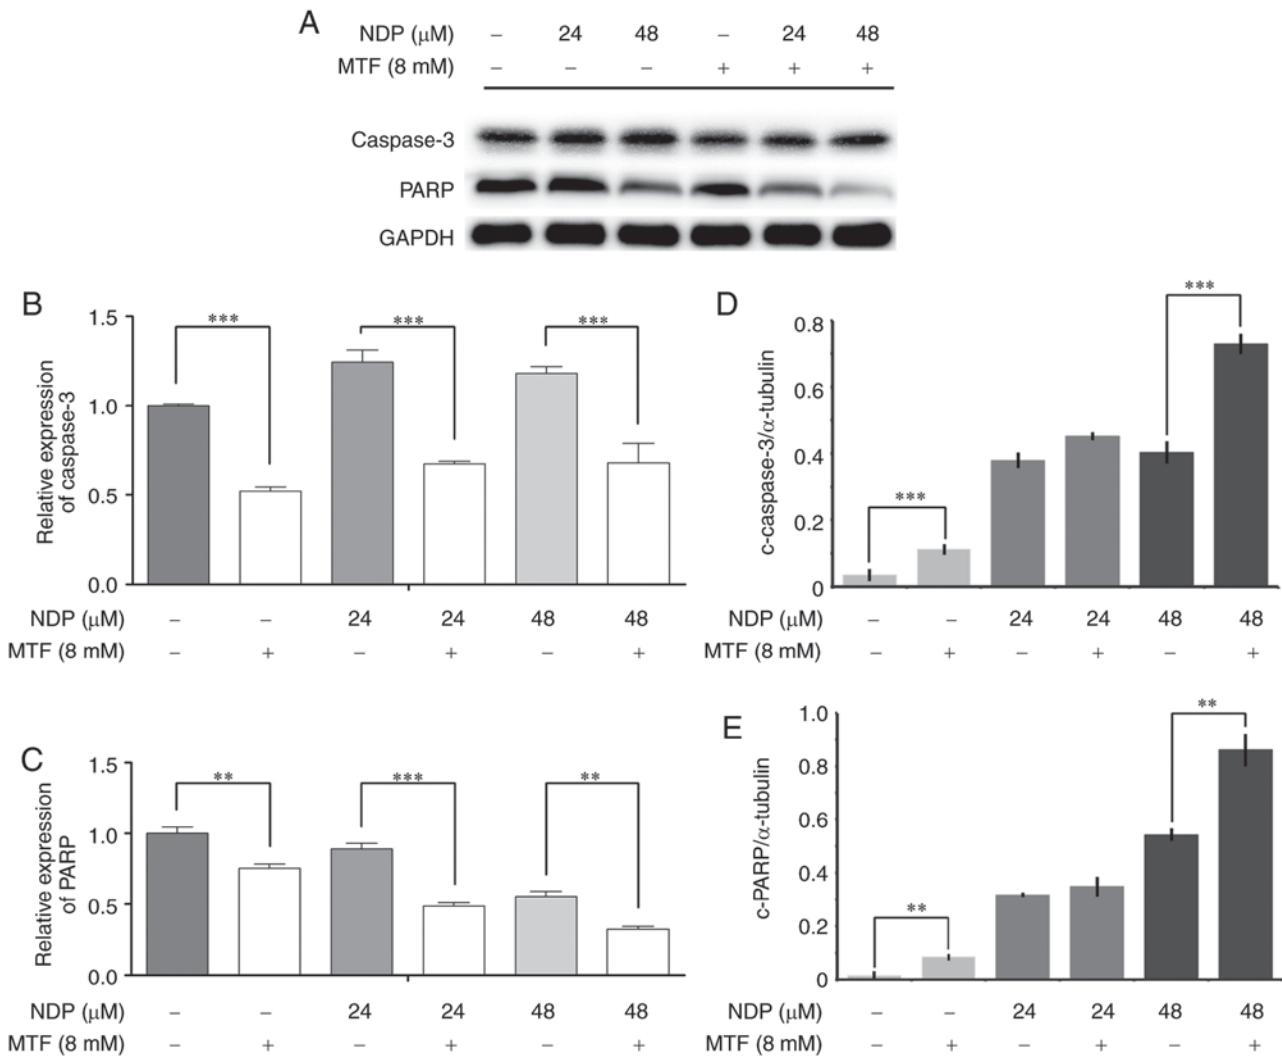 A
NDP (μM) – 24 48 – 24 48
MTF (8 mM) – – – + + +
Caspase-3
PARP
GAPDH
B
Relative expression
of caspase-3
1.5
1.0
0.5
0.0
*** *** ***
NDP (μM) – – 24 24 48 48
MTF (8 mM) – + – + – +
C
Relative expression
of PARP
1.5
1.0
0.5
0.0
** *** **
NDP (μM) – – 24 24 48 48
MTF (8 mM) – + – + – +
D
c-caspase-3/α-tubulin
0.8
0.6
0.4
0.2
0
*** ***
NDP (μM) – – 24 24 48 48
MTF (8 mM) – + – + – +
E
c-PARP/α-tubulin
1.0
0.8
0.6
0.4
0.2
0
** **
NDP (μM) – – 24 24 48 48
MTF (8 mM) – + – + – +